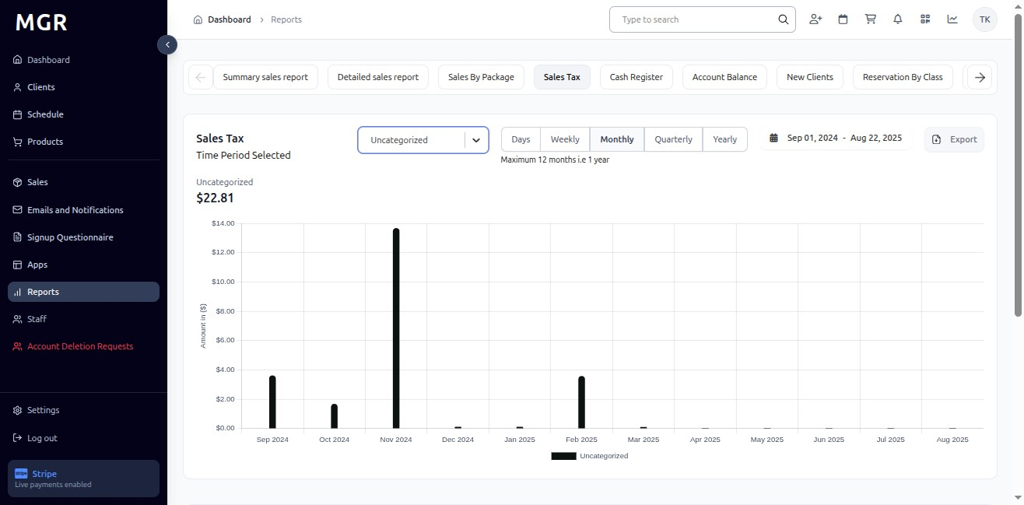 MGR
Dashboard
Clients
Schedule
Products
Sales
Emails and Notifications
Signup Questionnaire
Apps
Reports
Staff
Account Deletion Requests
Settings
Log out
Stripe
Live payments enabled
Dashboard > Reports
Type to search
TK
Summary sales report
Detailed sales report
Sales By Package
Sales Tax
Cash Register
Account Balance
New Clients
Reservation By Class
Sales Tax
Time Period Selected
Uncategorized
Days Weekly Monthly Quarterly Yearly
Maximum 12 months i.e 1 year
Sep 01, 2024 - Aug 22, 2025
Export
Uncategorized
$22.81
Amount in ($)
$14.00
$12.00
$10.00
$8.00
$6.00
$4.00
$2.00
$0.00
Sep 2024 Oct 2024 Nov 2024 Dec 2024 Jan 2025 Feb 2025 Mar 2025 Apr 2025 May 2025 Jun 2025 Jul 2025 Aug 2025
Uncategorized